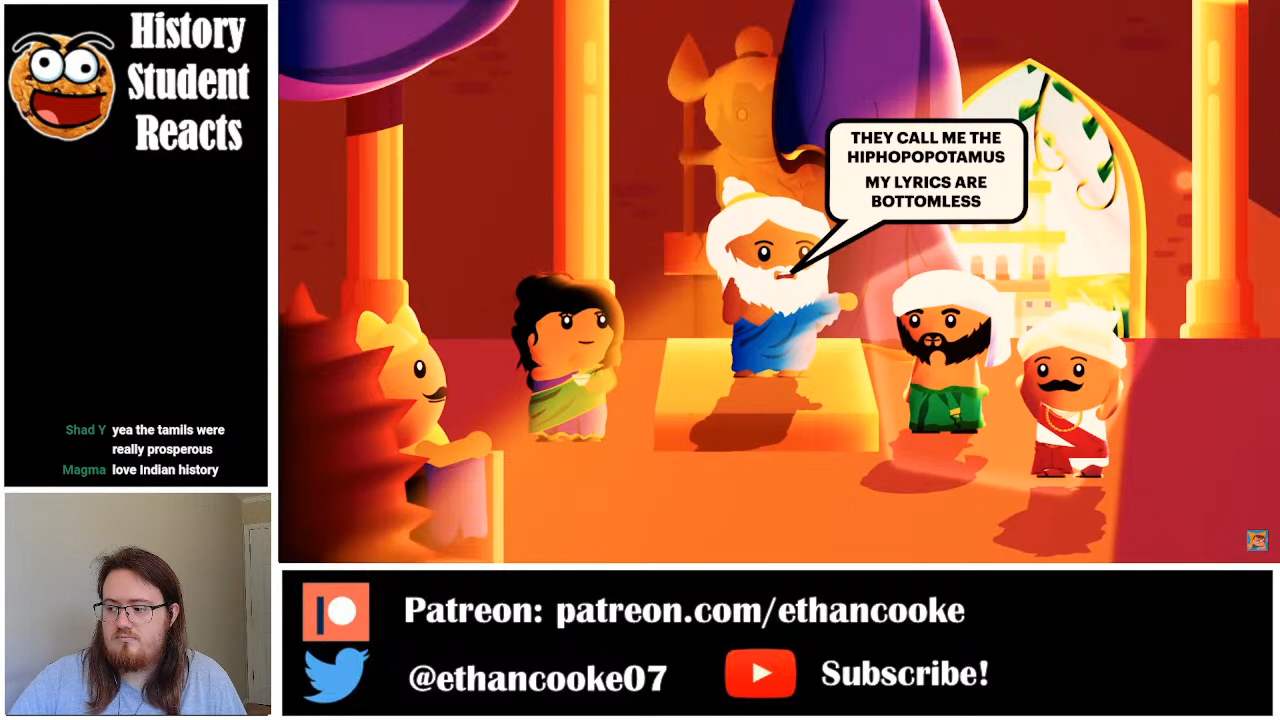 History
Student
Reacts
THEY CALL ME THE
HIPHOPOPOTAMUS
MY LYRICS ARE
BOTTOMLESS
Shad Y yea the tamils were
really prosperous
Magma love Indian history
Patreon: patreon.com/ethancooke
@ethancooke07
Subscribe!